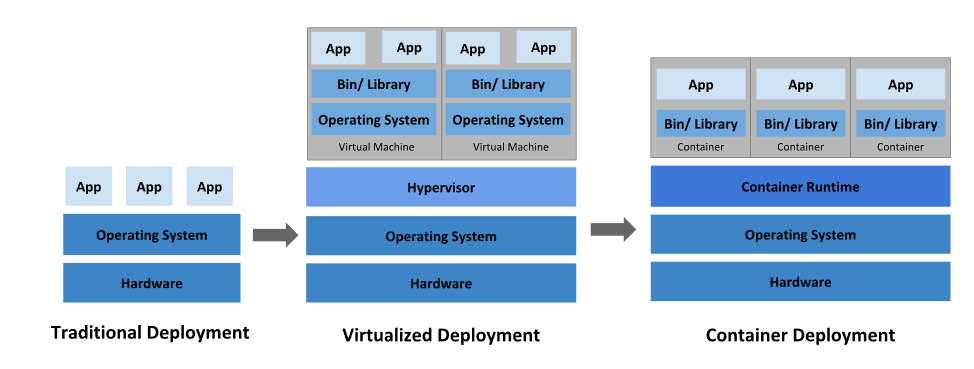 App
App
App
Operating System
Hardware
Traditional Deployment
App
App
Bin/ Library
Operating System
Virtual Machine
App
App
Bin/ Library
Operating System
Virtual Machine
Hypervisor
Operating System
Hardware
Virtualized Deployment
App
Bin/ Library
Container
App
Bin/ Library
Container
App
Bin/ Library
Container
Container Runtime
Operating System
Hardware
Container Deployment